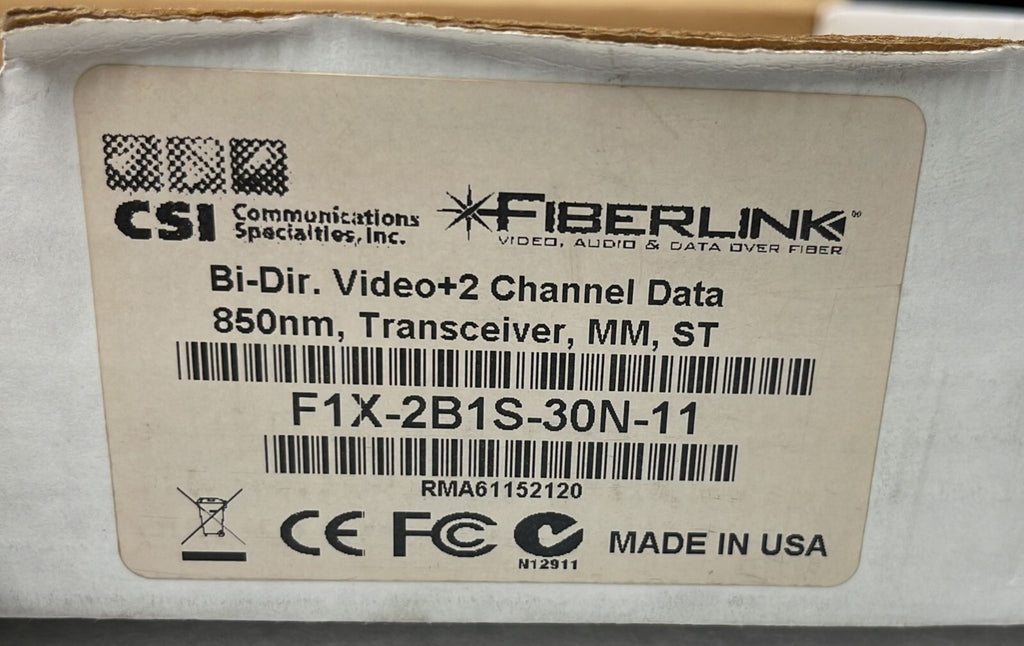 CSI Communications
Specialties, Inc.
FIBERLINK™
VIDEO, AUDIO & DATA OVER FIBER
Bi-Dir. Video+2 Channel Data
850nm, Transceiver, MM, ST
F1X-2B1S-30N-11
RMA61152120
CE FC N12911 MADE IN USA